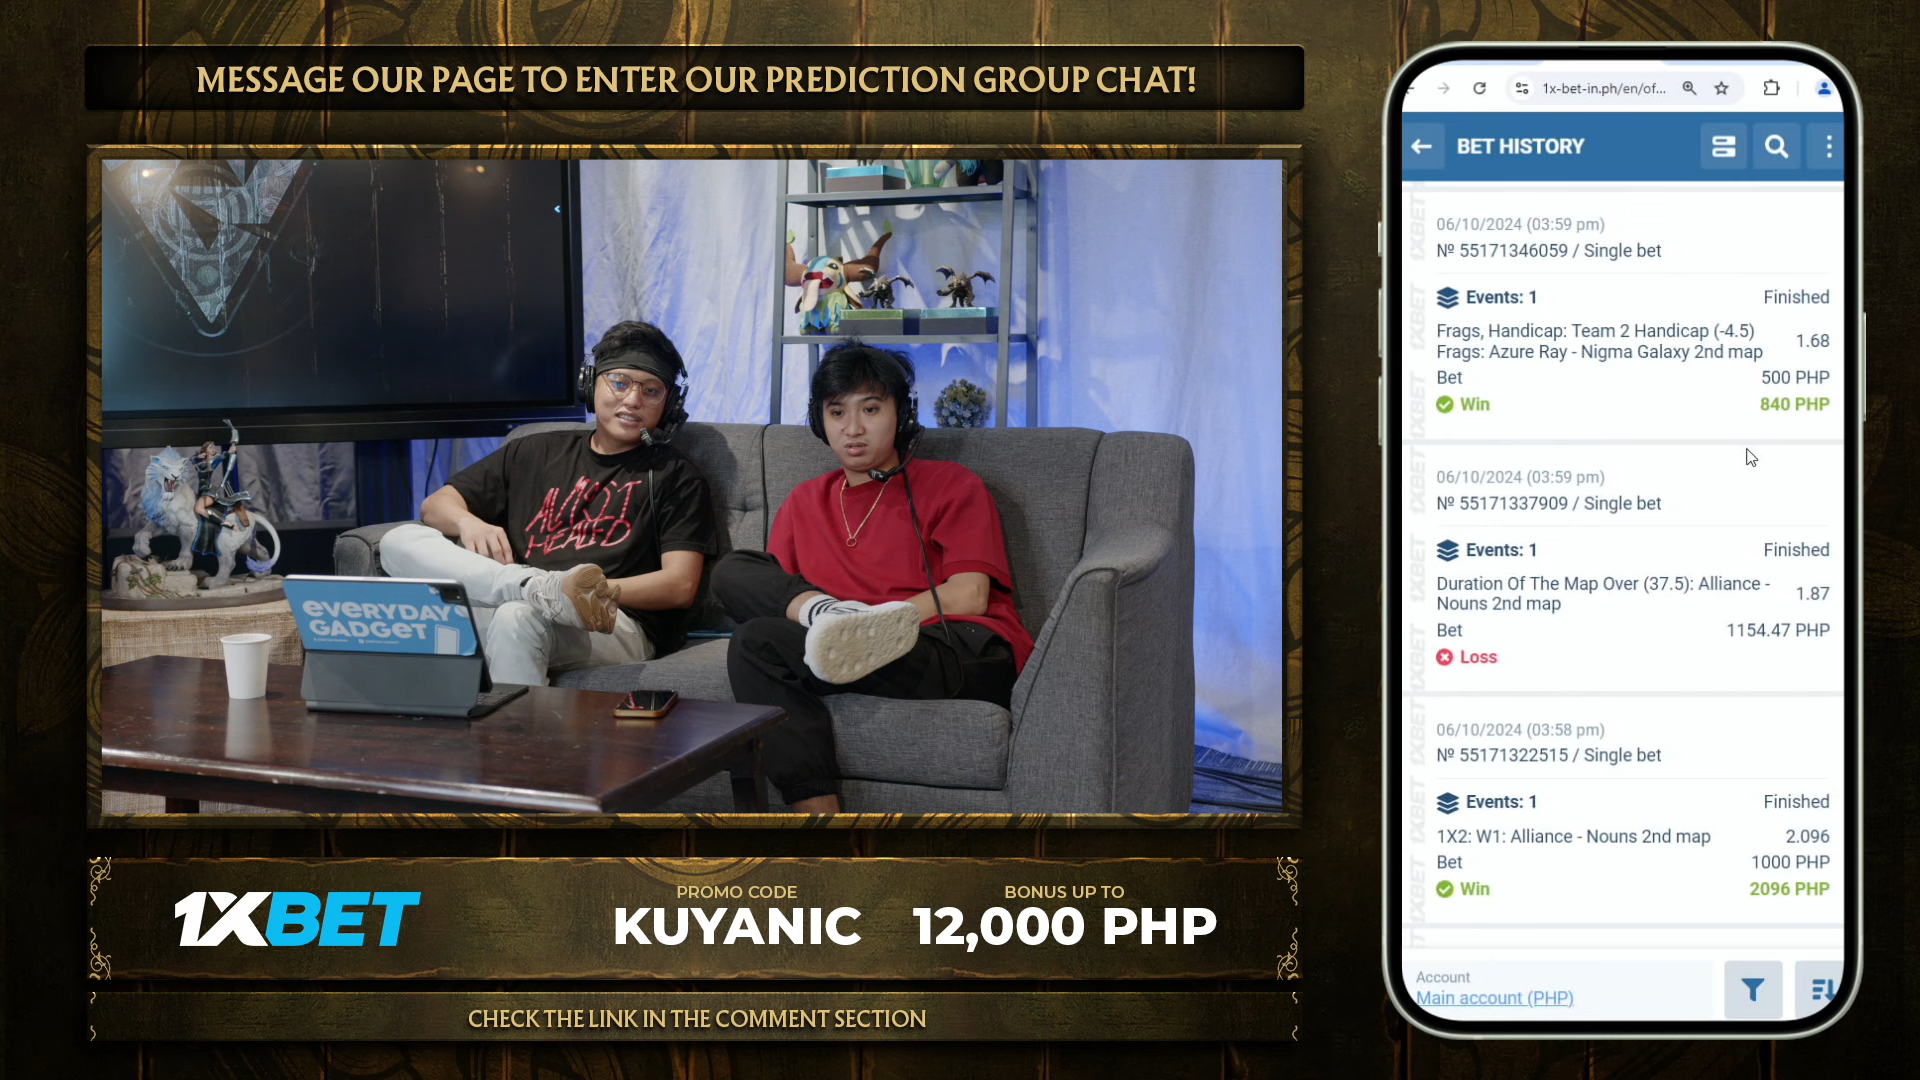 MESSAGE OUR PAGE TO ENTER OUR PREDICTION GROUP CHAT!
ALMOST
HEALED
everyday
gadget
1XBET
PROMO CODE
KUYANIC
BONUS UP TO
12,000 PHP
CHECK THE LINK IN THE COMMENT SECTION
1x-bet-in.ph/en/of...
BET HISTORY
06/10/2024 (03:59 pm)
№ 55171346059 / Single bet
Events: 1 Finished
Frags, Handicap: Team 2 Handicap (-4.5)
Frags: Azure Ray - Nigma Galaxy 2nd map 1.68
Bet 500 PHP
Win 840 PHP
06/10/2024 (03:59 pm)
№ 55171337909 / Single bet
Events: 1 Finished
Duration Of The Map Over (37.5): Alliance -
Nouns 2nd map 1.87
Bet 1154.47 PHP
Loss
06/10/2024 (03:58 pm)
№ 55171322515 / Single bet
Events: 1 Finished
1X2: W1: Alliance - Nouns 2nd map 2.096
Bet 1000 PHP
Win 2096 PHP
Account
Main account (PHP)